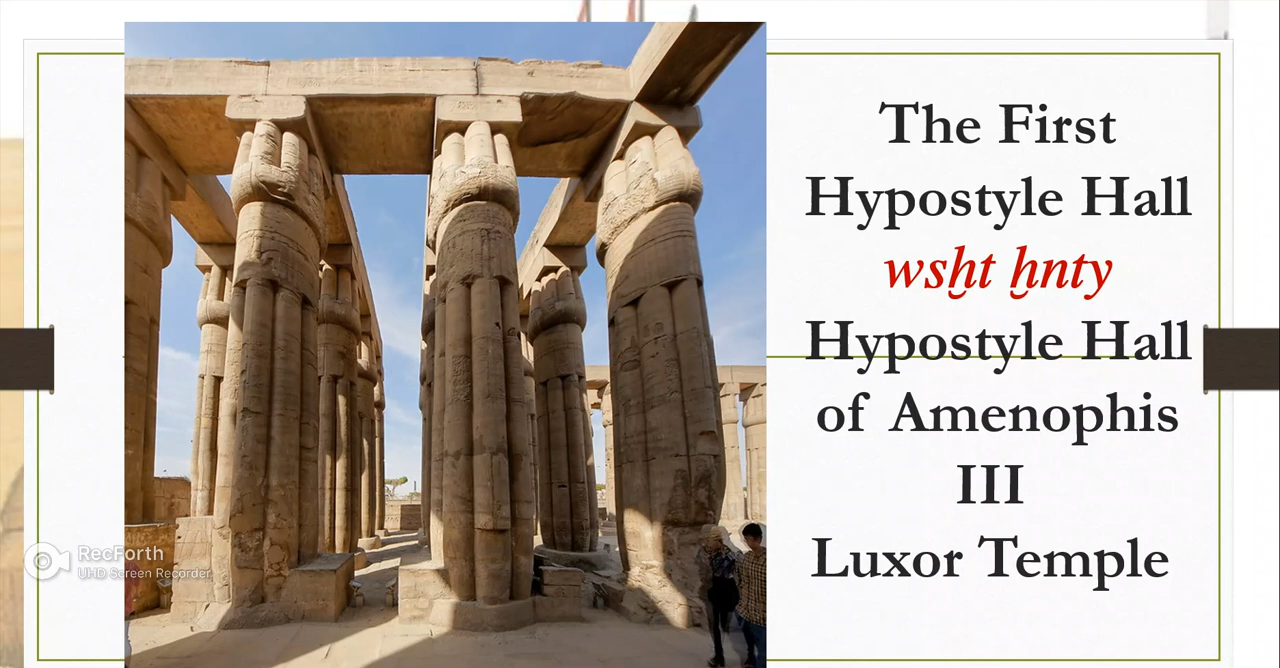 The First
Hypostyle Hall
wsḫt ḫnty
Hypostyle Hall
of Amenophis
III
Luxor Temple
RecForth
UHD Screen Recorder